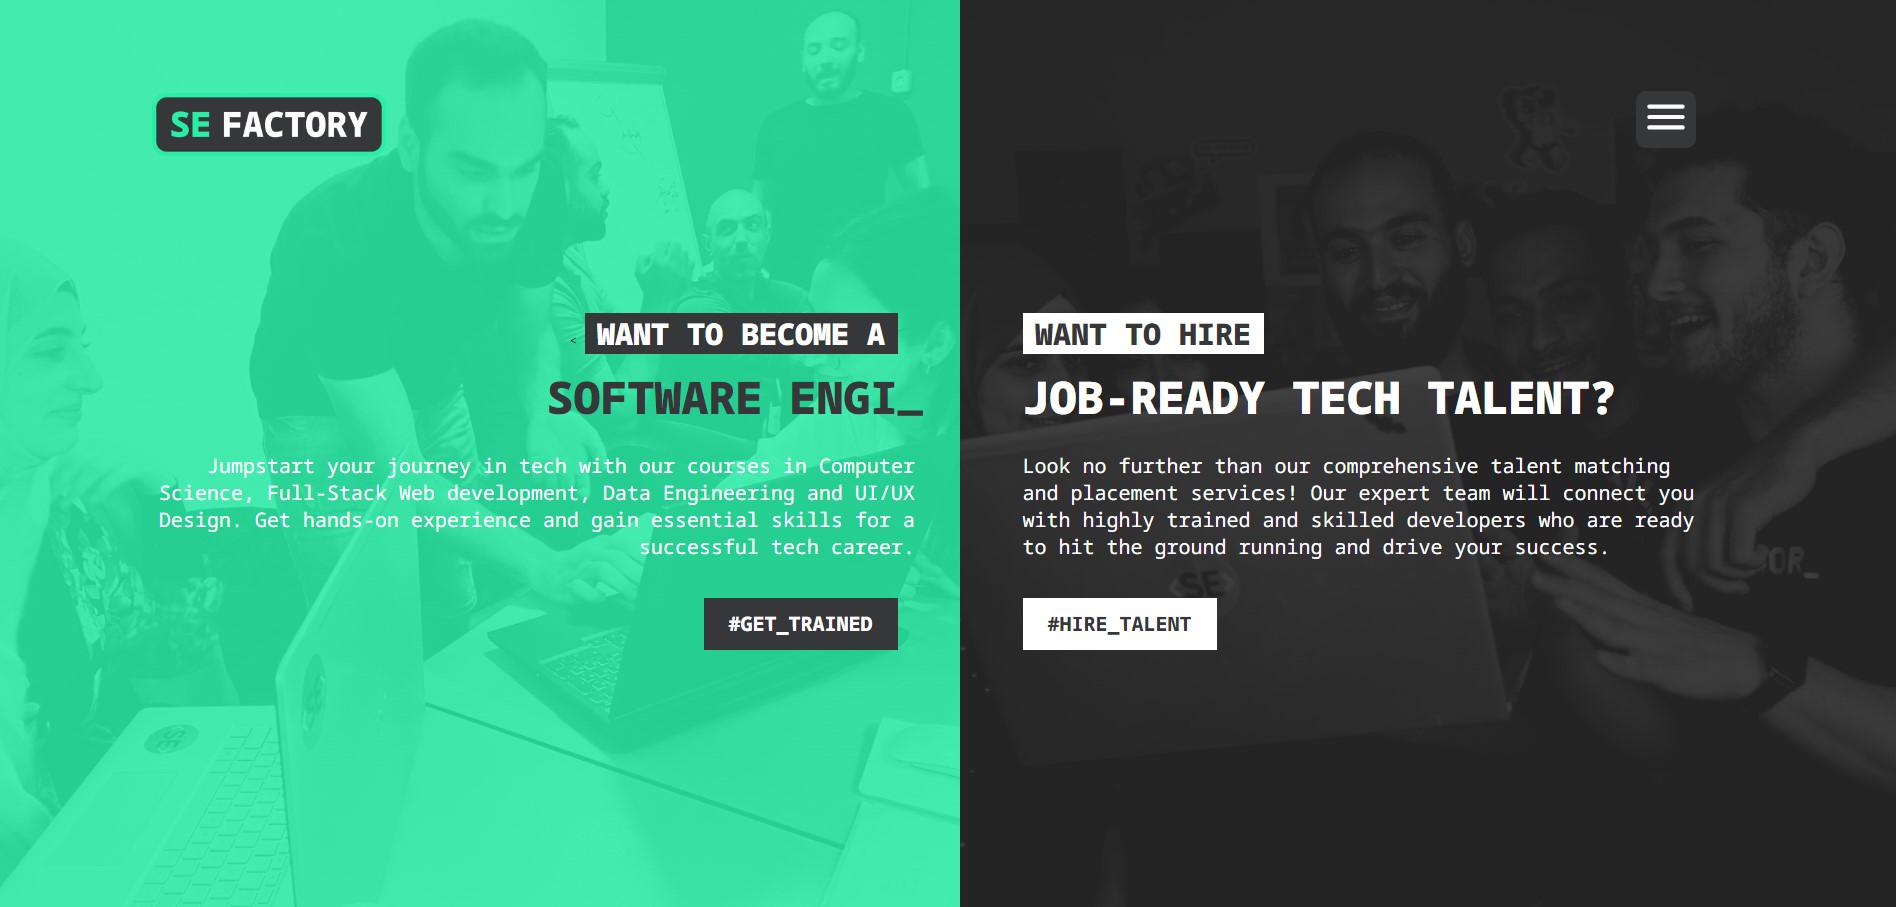 SE FACTORY
< WANT TO BECOME A
SOFTWARE ENGI_
Jumpstart your journey in tech with our courses in Computer
Science, Full-Stack Web development, Data Engineering and UI/UX
Design. Get hands-on experience and gain essential skills for a
successful tech career.
#GET_TRAINED
SE
WANT TO HIRE
JOB-READY TECH TALENT?
Look no further than our comprehensive talent matching
and placement services! Our expert team will connect you
with highly trained and skilled developers who are ready
to hit the ground running and drive your success.
SE
#HIRE_TALENT